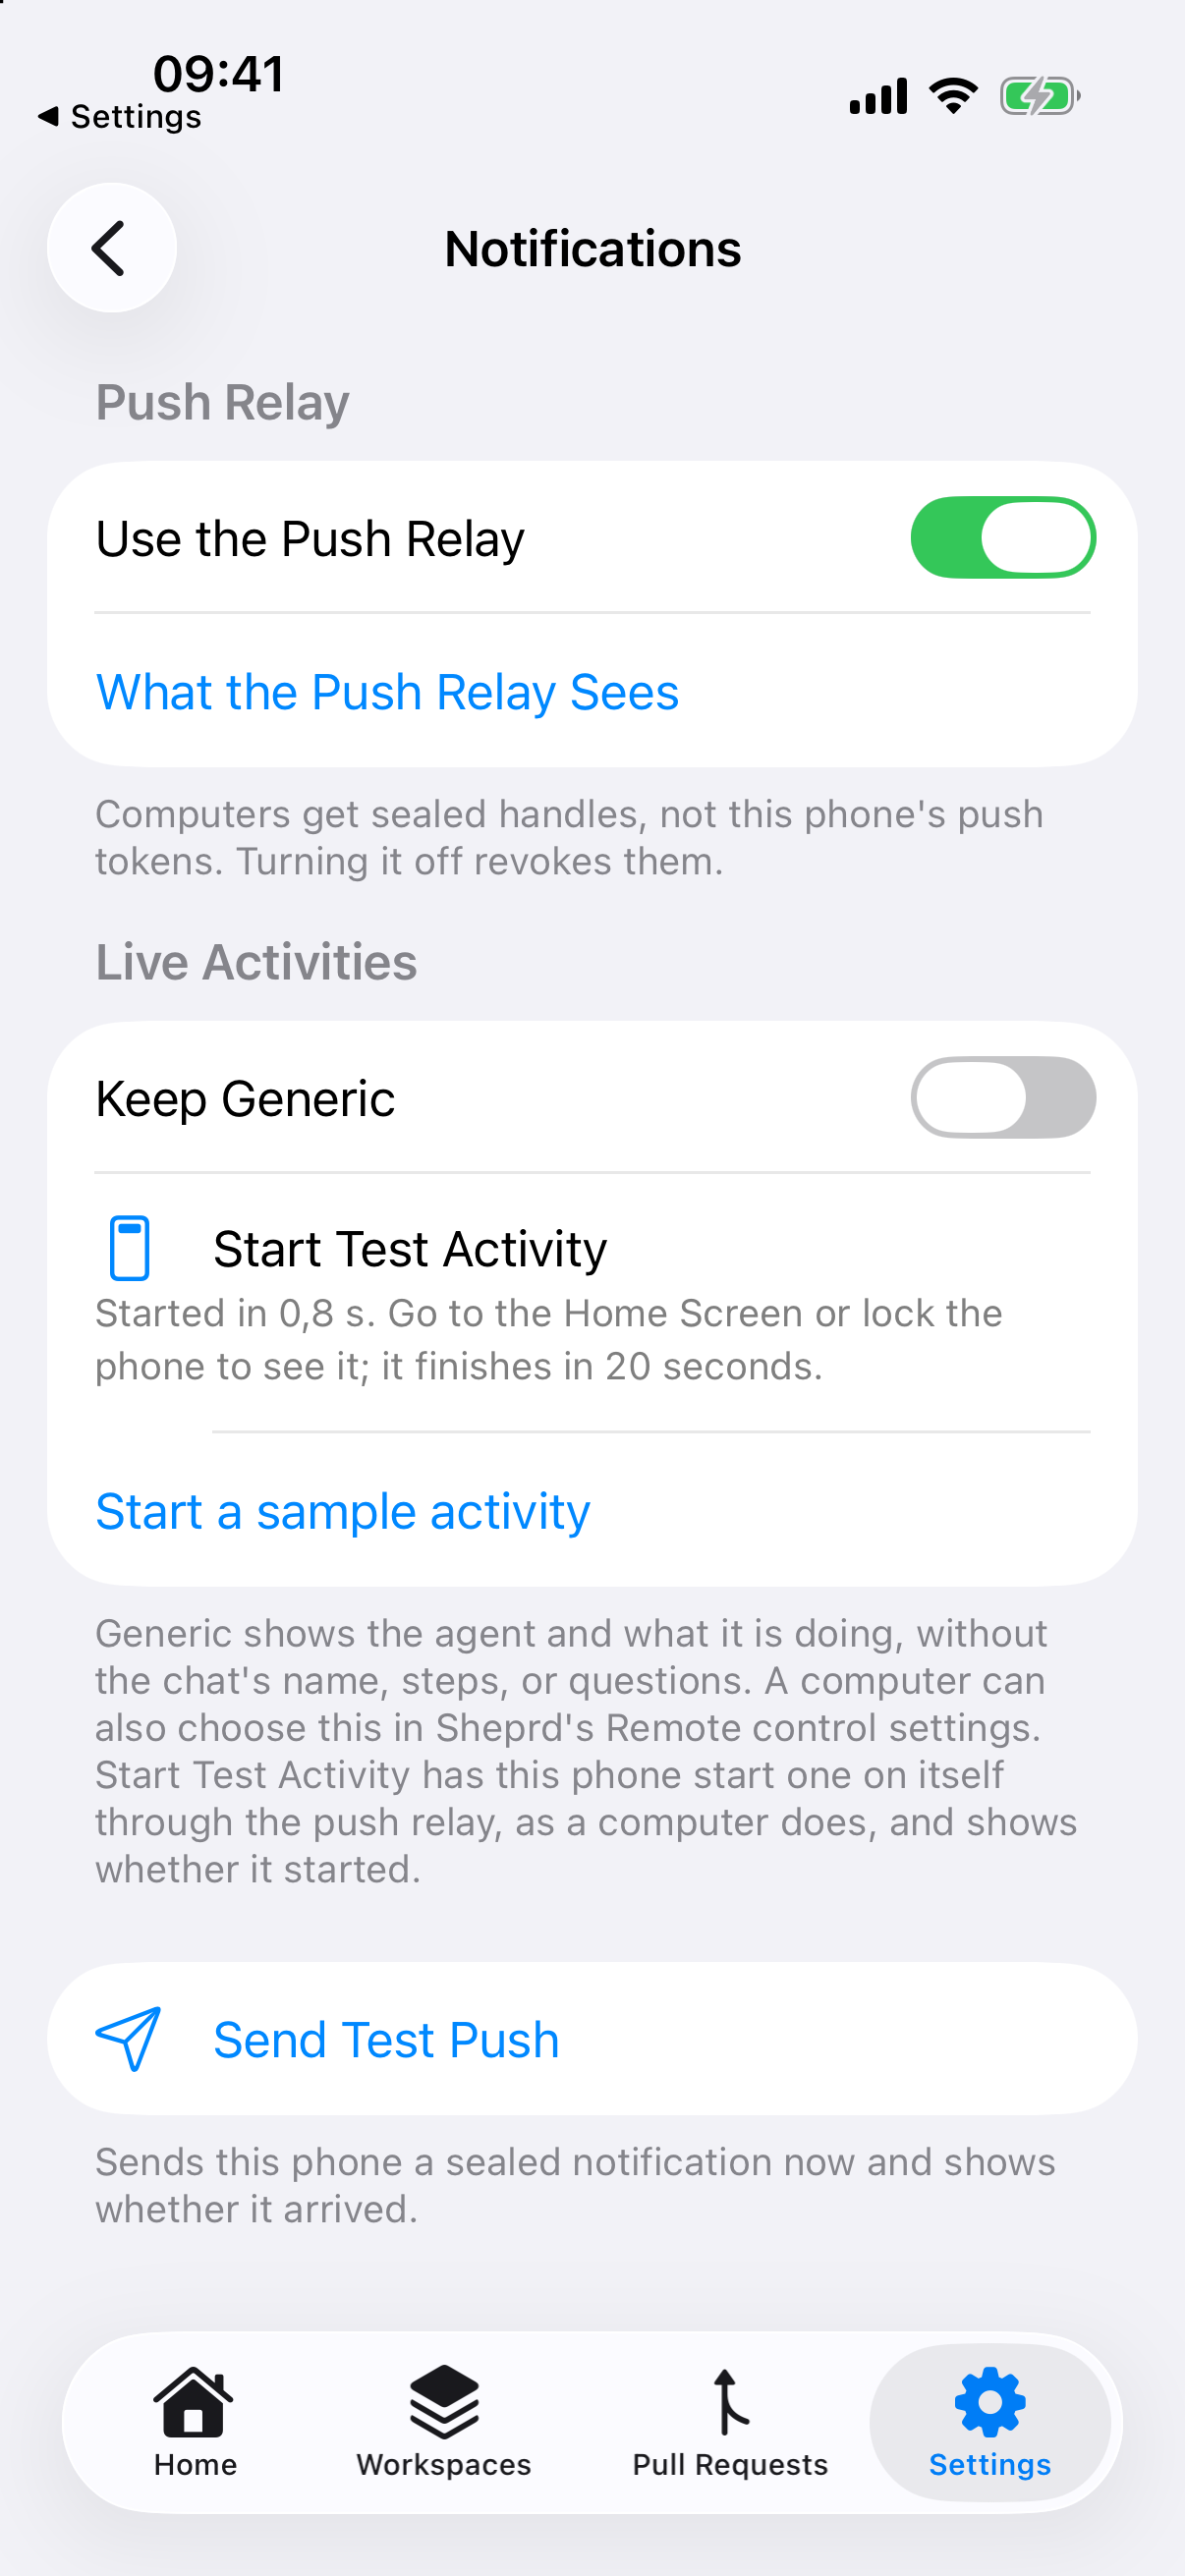 09:41
Settings
Notifications
Push Relay
Use the Push Relay
What the Push Relay Sees
Computers get sealed handles, not this phone's push
tokens. Turning it off revokes them.
Live Activities
Keep Generic
Start Test Activity
Started in 0,8 s. Go to the Home Screen or lock the
phone to see it; it finishes in 20 seconds.
Start a sample activity
Generic shows the agent and what it is doing, without
the chat's name, steps, or questions. A computer can
also choose this in Sheprd's Remote control settings.
Start Test Activity has this phone start one on itself
through the push relay, as a computer does, and shows
whether it started.
Send Test Push
Sends this phone a sealed notification now and shows
whether it arrived.
Home
Workspaces
Pull Requests
Settings